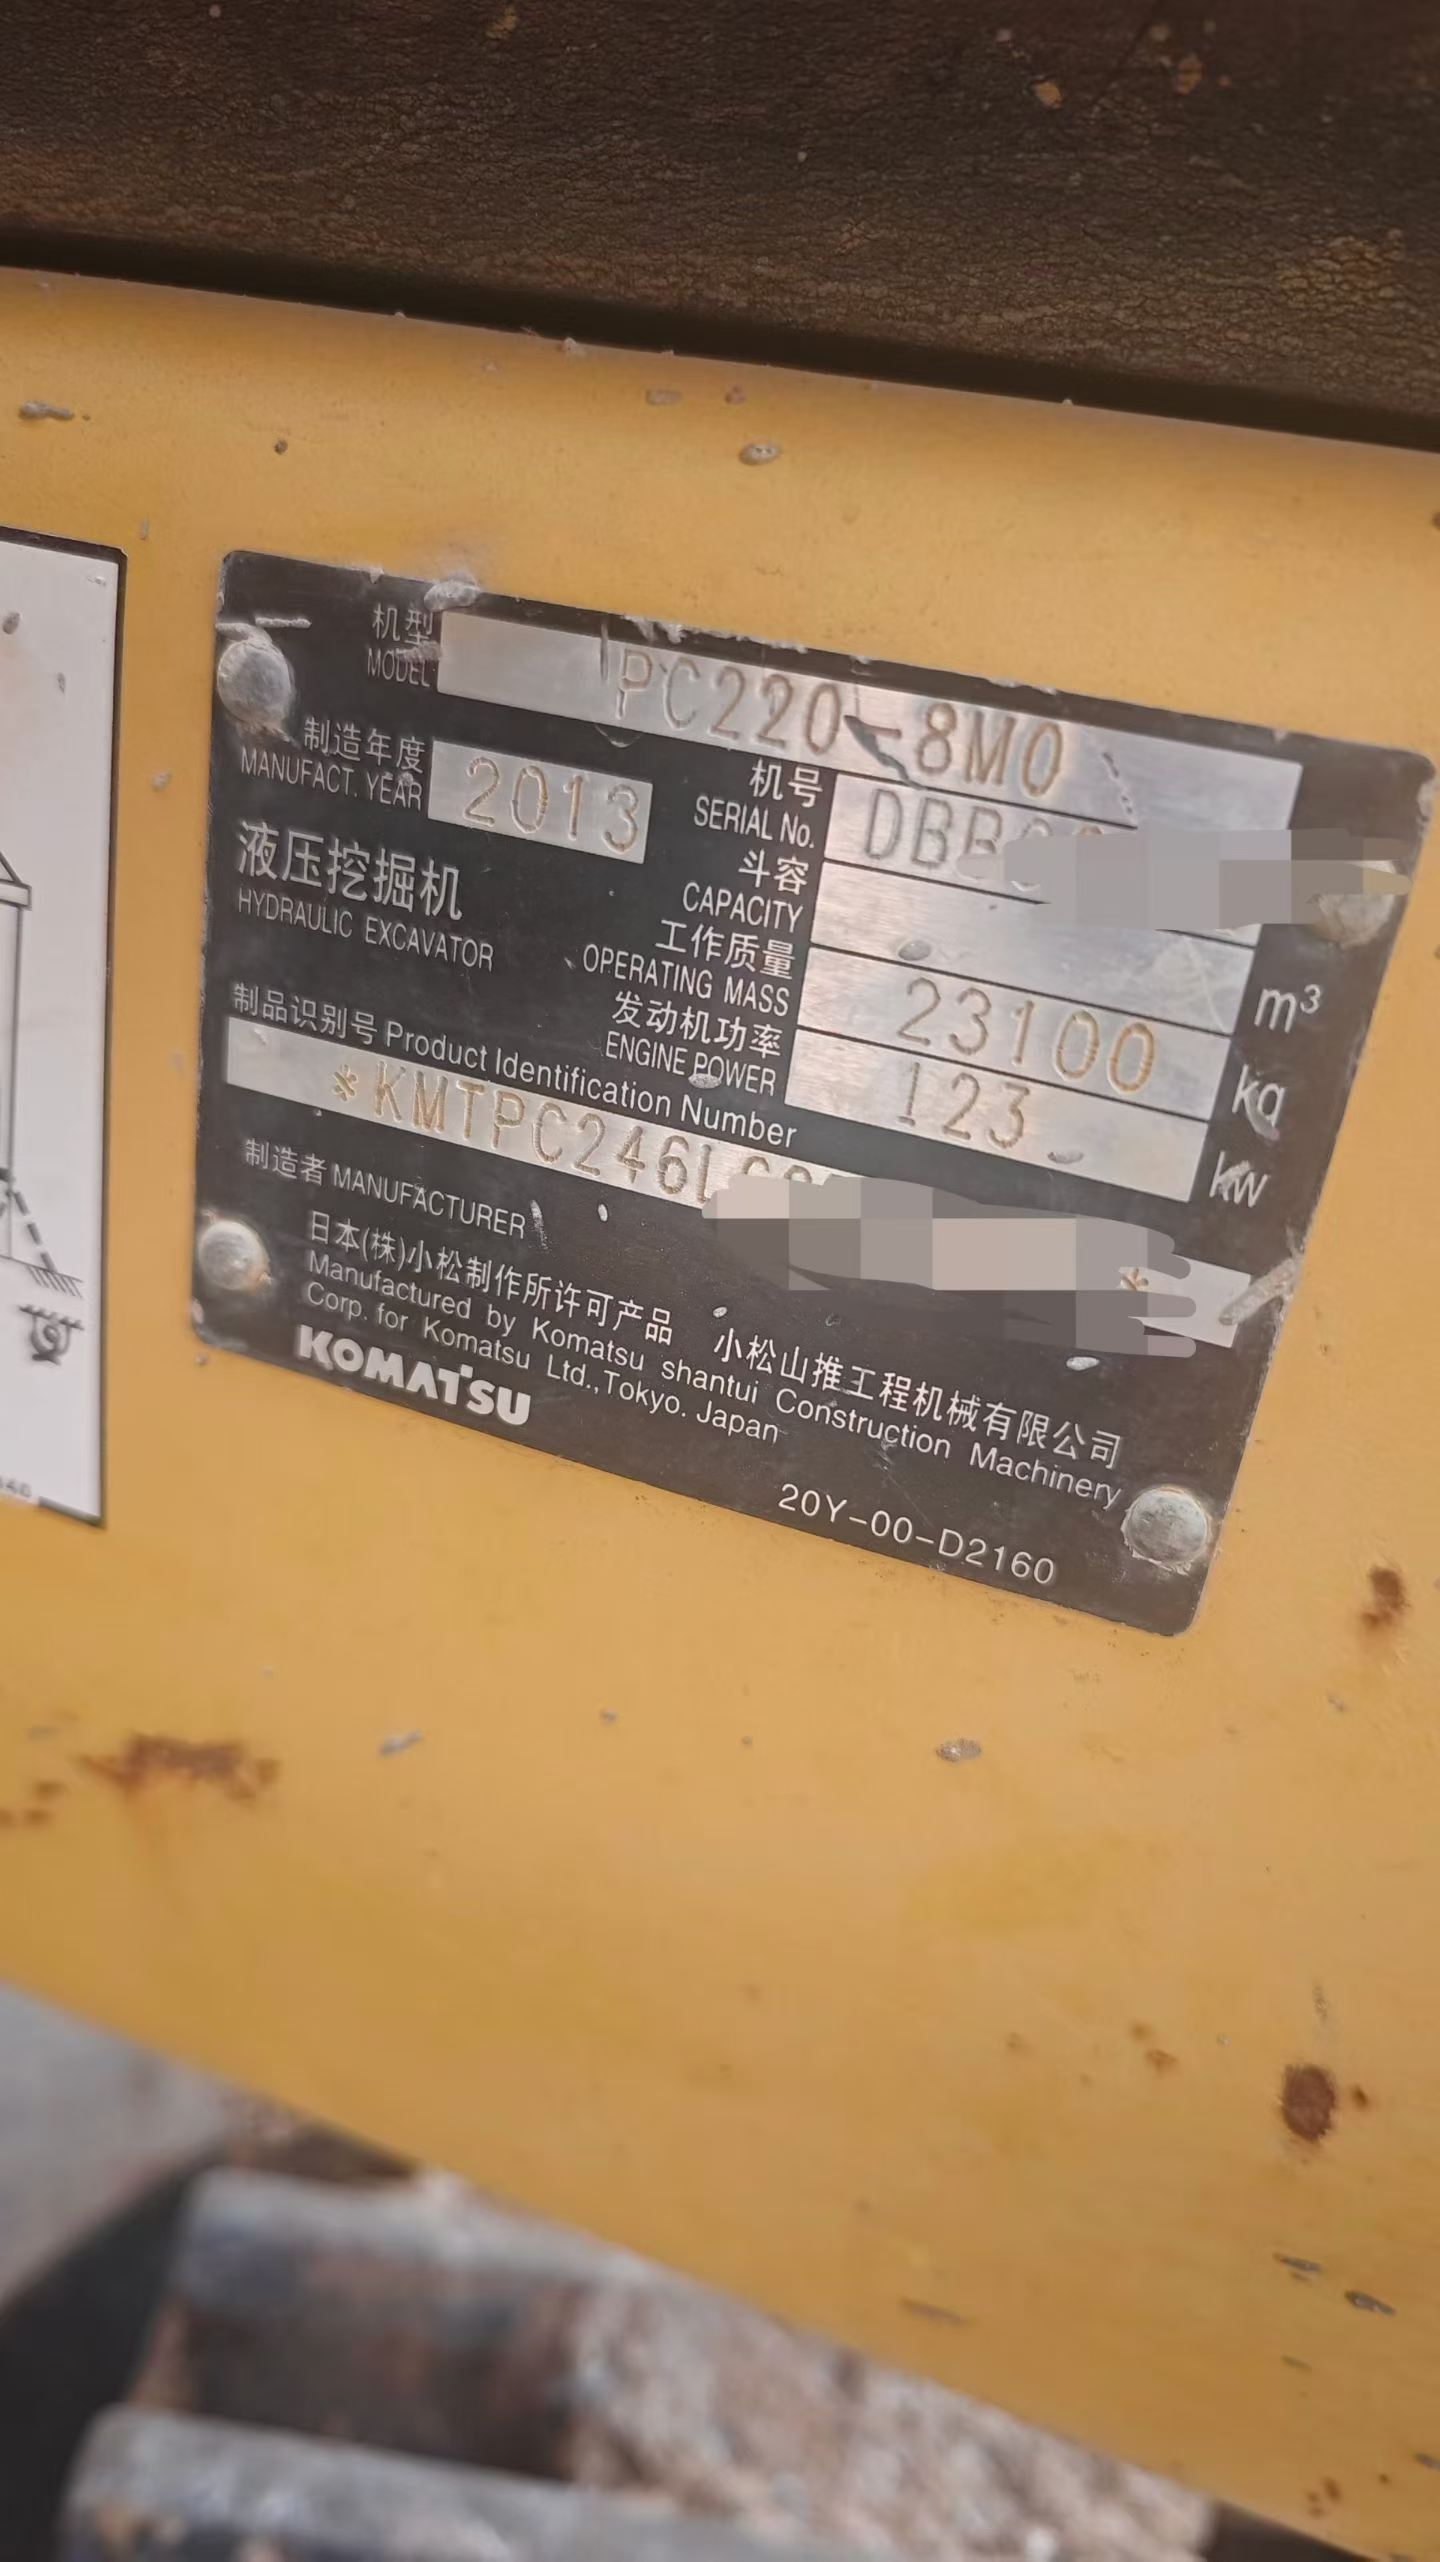 机型
MODEL
PC220-8M0
制造年度
MANUFACT. YEAR
2013
机号
SERIAL No.
DBB
斗容
CAPACITY
m³
液压挖掘机
HYDRAULIC EXCAVATOR
工作质量
OPERATING MASS
23100
kg
发动机功率
ENGINE POWER
123
kw
制品识别号 Product Identification Number
*KMTPC246L
*
制造者 MANUFACTURER
日本(株)小松制作所许可产品 小松山推工程机械有限公司
Manufactured by Komatsu shantui Construction Machinery
Corp. for Komatsu Ltd.,Tokyo. Japan
KOMATSU
20Y-00-D2160